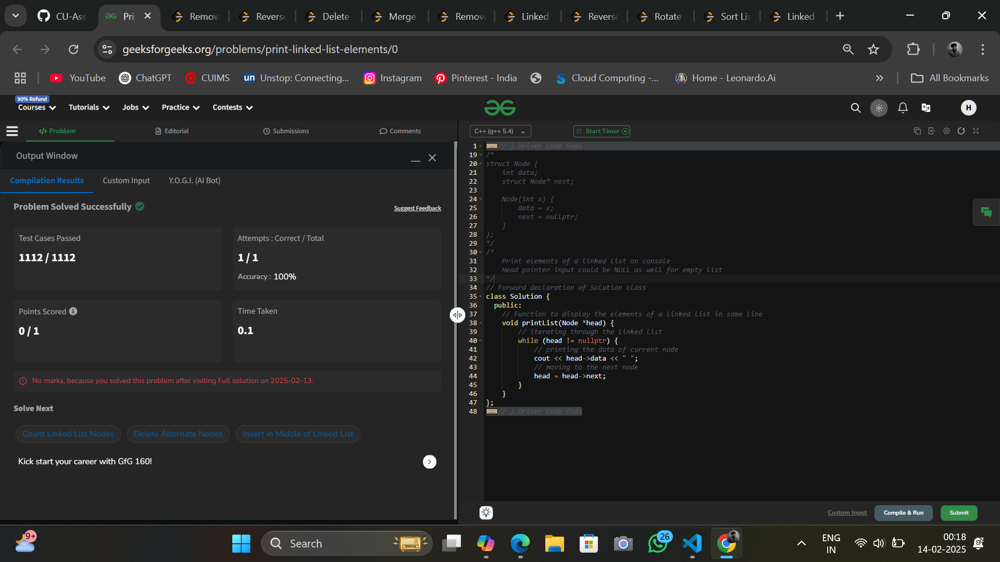 CU-Ass
Pri
Remov
Reverse
Delete
Merge
Remov
Linked
Reverse
Rotate
Sort Lis
Linked
geeksforgeeks.org/problems/print-linked-list-elements/0
YouTube
ChatGPT
CUIMS
un
Unstop: Connecting...
Instagram
Pinterest - India
Cloud Computing -...
Home - Leonardo.Ai
All Bookmarks
90% Refund
Courses
Tutorials
Jobs
Practice
Contests
H
</> Problem
Editorial
Submissions
Comments
C++ (g++ 5.4)
Start Timer
Output Window
Compilation Results
Custom Input
Y.O.G.I. (AI Bot)
Problem Solved Successfully
Suggest Feedback
Test Cases Passed
1112 / 1112
Attempts : Correct / Total
1 / 1
Accuracy : 100%
Points Scored
0 / 1
Time Taken
0.1
No marks, because you solved this problem after visiting Full solution on 2025-02-13.
Solve Next
Count Linked List Nodes
Delete Alternate Nodes
Insert in Middle of Linked List
Kick start your career with GfG 160!
1 // } Driver Code Ends
19 /*
20 struct Node {
21     int data;
22     struct Node* next;
23
24     Node(int x) {
25         data = x;
26         next = nullptr;
27     }
28 };
29 */
30 /*
31     Print elements of a linked list on console
32     Head pointer input could be NULL as well for empty list
33 */
34 // Forward declaration of Solution class
35 class Solution {
36   public:
37     // Function to display the elements of a linked list in same line
38     void printList(Node *head) {
39         // iterating through the linked list
40         while (head != nullptr) {
41             // printing the data of current node
42             cout << head->data << " ";
43             // moving to the next node
44             head = head->next;
45         }
46     }
47 };
48 // } Driver Code Ends
Custom Input
Compile & Run
Submit
9+
Search
26
ENG
IN
00:18
14-02-2025